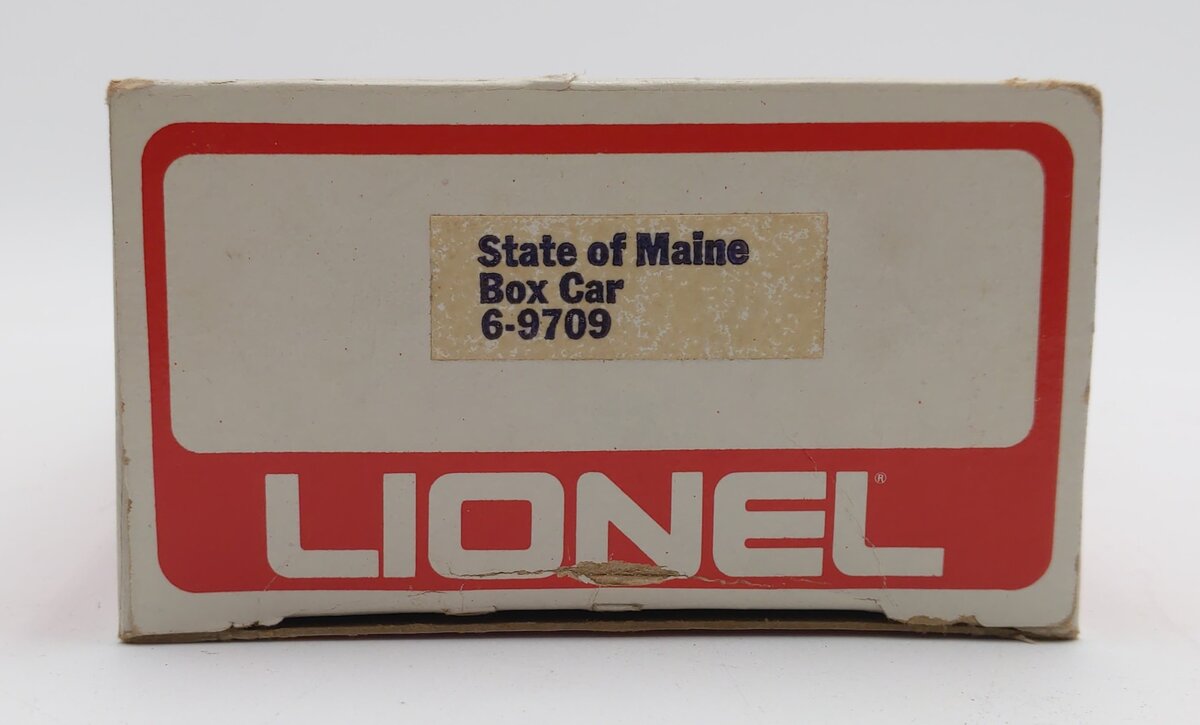 State of Maine
Box Car
6-9709
LIONEL®